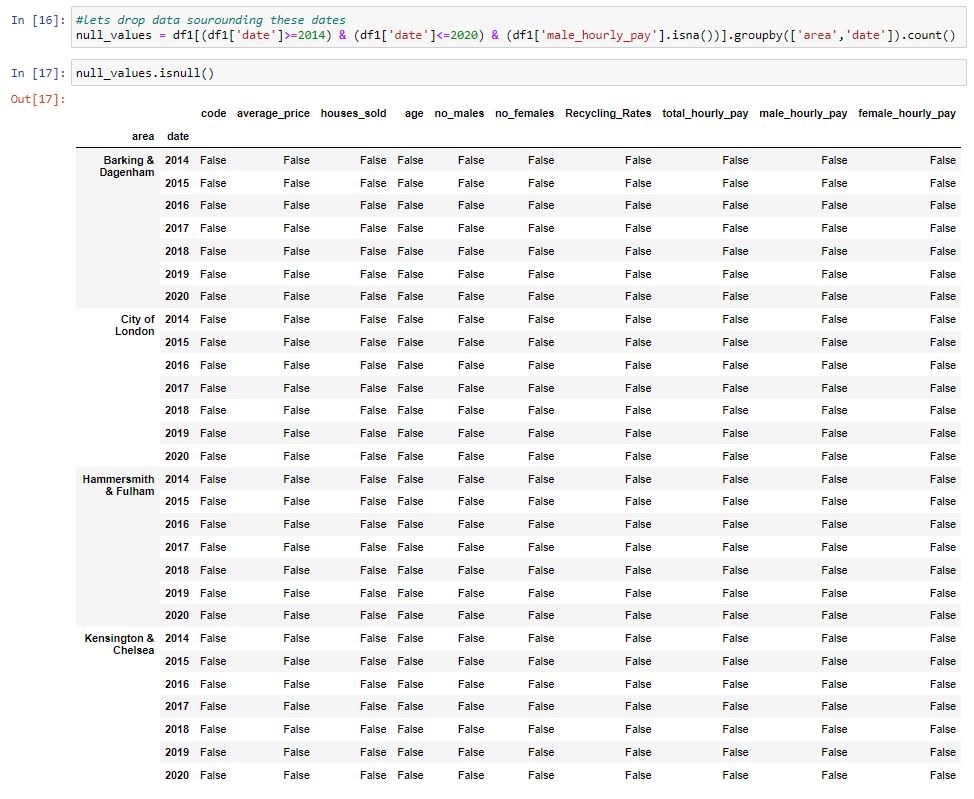 In [16]: #lets drop data sourounding these dates
null_values = df1[(df1['date']>=2014) & (df1['date']<=2020) & (df1['male_hourly_pay'].isna())].groupby(['area','date']).count()
In [17]: null_values.isnull()
Out[17]:
code average_price houses_sold age no_males no_females Recycling_Rates total_hourly_pay male_hourly_pay female_hourly_pay
area date
Barking & Dagenham 2014 False False False False False False False False False False
2015 False False False False False False False False False False
2016 False False False False False False False False False False
2017 False False False False False False False False False False
2018 False False False False False False False False False False
2019 False False False False False False False False False False
2020 False False False False False False False False False False
City of London 2014 False False False False False False False False False False
2015 False False False False False False False False False False
2016 False False False False False False False False False False
2017 False False False False False False False False False False
2018 False False False False False False False False False False
2019 False False False False False False False False False False
2020 False False False False False False False False False False
Hammersmith & Fulham 2014 False False False False False False False False False False
2015 False False False False False False False False False False
2016 False False False False False False False False False False
2017 False False False False False False False False False False
2018 False False False False False False False False False False
2019 False False False False False False False False False False
2020 False False False False False False False False False False
Kensington & Chelsea 2014 False False False False False False False False False False
2015 False False False False False False False False False False
2016 False False False False False False False False False False
2017 False False False False False False False False False False
2018 False False False False False False False False False False
2019 False False False False False False False False False False
2020 False False False False False False False False False False